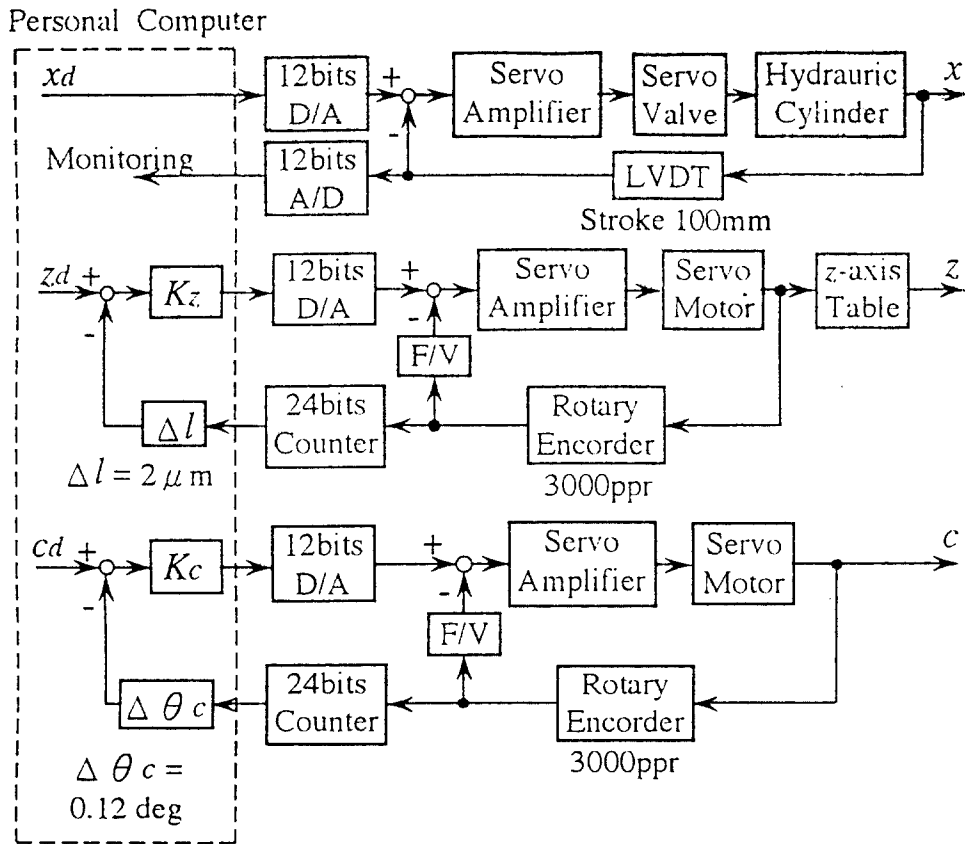 Personal Computer
xd
12bits
D/A
+
-
Servo
Amplifier
Servo
Valve
Hydrauric
Cylinder
x
Monitoring
12bits
A/D
LVDT
Stroke 100mm
zd +
-
Kz
12bits
D/A
+
-
Servo
Amplifier
Servo
Motor
z-axis
Table
z
F/V
Δl
24bits
Counter
Rotary
Encorder
3000ppr
Δl = 2 μm
cd +
-
Kc
12bits
D/A
+
-
Servo
Amplifier
Servo
Motor
c
F/V
Δθc
24bits
Counter
Rotary
Encorder
3000ppr
Δθc =
0.12 deg